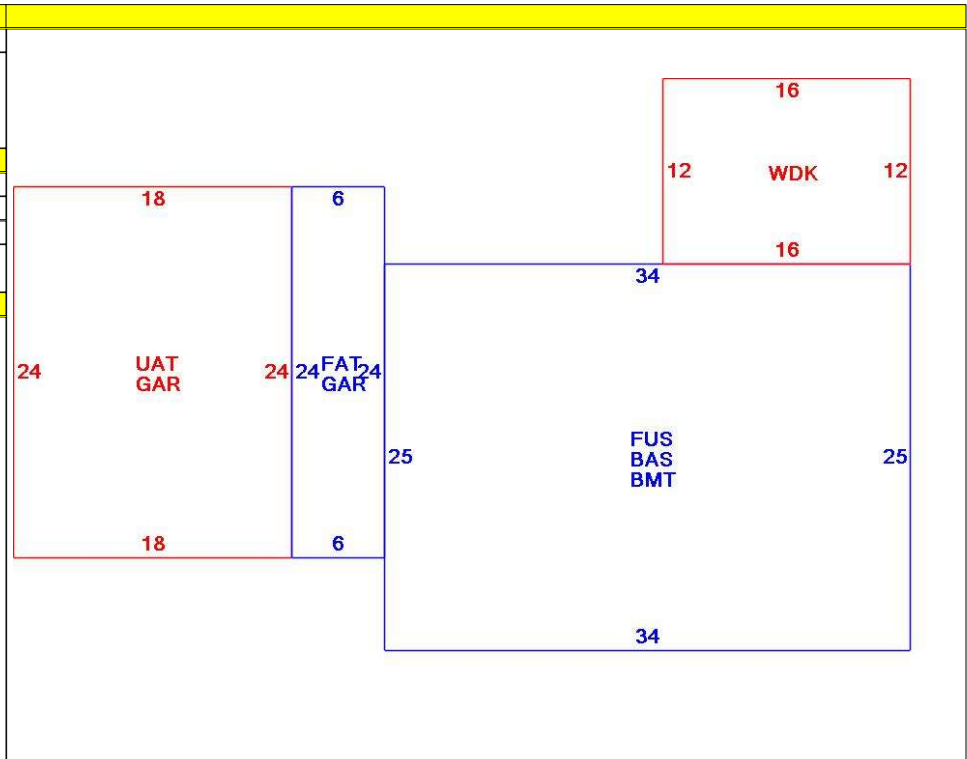 16
12 WDK 12
16
18 6
34
24 UAT 24 24 FAT 24
GAR GAR
FUS
25 BAS 25
BMT
18 6
34